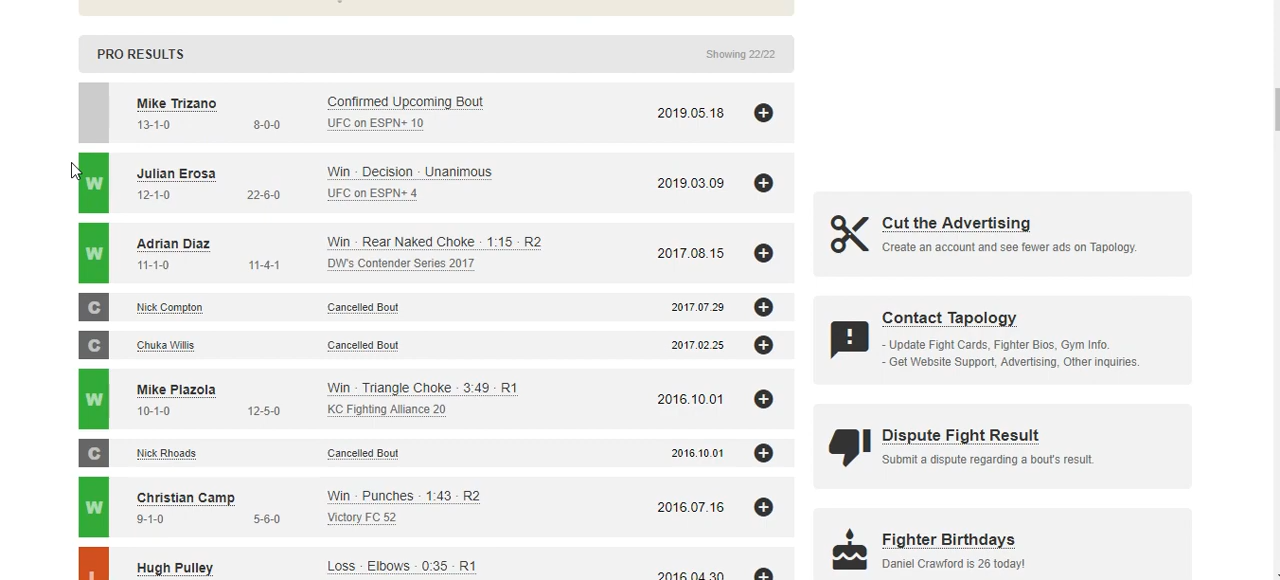 PRO RESULTS
Showing 22/22
Mike Trizano
Confirmed Upcoming Bout
13-1-0
8-0-0
UFC on ESPN+ 10
2019.05.18
W
Julian Erosa
Win · Decision · Unanimous
12-1-0
22-6-0
UFC on ESPN+ 4
2019.03.09
W
Adrian Diaz
Win · Rear Naked Choke · 1:15 · R2
11-1-0
11-4-1
DW's Contender Series 2017
2017.08.15
C
Nick Compton
Cancelled Bout
2017.07.29
C
Chuka Willis
Cancelled Bout
2017.02.25
W
Mike Plazola
Win · Triangle Choke · 3:49 · R1
10-1-0
12-5-0
KC Fighting Alliance 20
2016.10.01
C
Nick Rhoads
Cancelled Bout
2016.10.01
W
Christian Camp
Win · Punches · 1:43 · R2
9-1-0
5-6-0
Victory FC 52
2016.07.16
L
Hugh Pulley
Loss · Elbows · 0:35 · R1
2016.04.30
Cut the Advertising
Create an account and see fewer ads on Tapology.
Contact Tapology
- Update Fight Cards, Fighter Bios, Gym Info.
- Get Website Support, Advertising, Other inquiries.
Dispute Fight Result
Submit a dispute regarding a bout's result.
Fighter Birthdays
Daniel Crawford is 26 today!